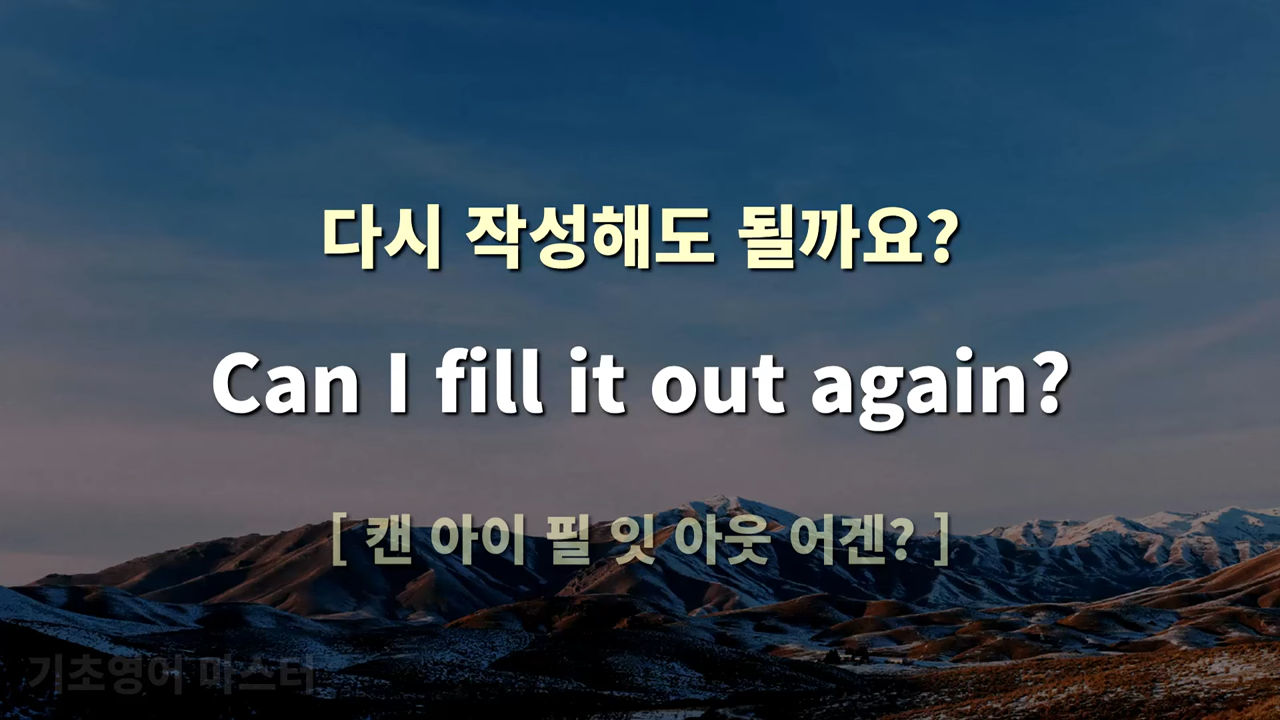 다시 작성해도 될까요?
Can I fill it out again?
[ 캔 아이 필 잇 아웃 어겐? ]
기초영어 마스터